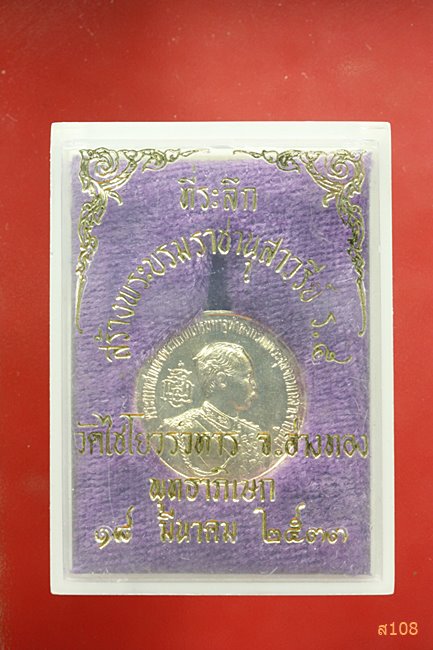 ที่ระลึก
สร้างพระบรมราชานุสาวรีย์ ร.๕
วัดไชโยวรวิหาร จ.อ่างทอง
พุทธาภิเษก
๑๘ มีนาคม ๒๕๓๓
ส108